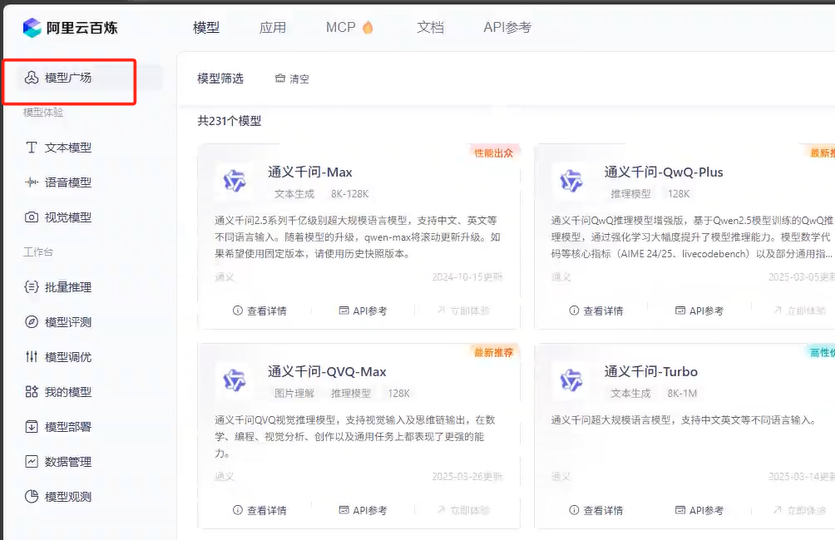 阿里云百炼
模型
应用
MCP
文档
API参考
模型广场
模型体验
文本模型
语音模型
视觉模型
工作台
批量推理
模型评测
模型调优
我的模型
模型部署
数据管理
模型观测
模型筛选
清空
共231个模型
性能出众
通义千问-Max
文本生成 8K-128K
通义千问2.5系列千亿级别超大规模语言模型，支持中文、英文等
不同语言输入。随着模型的升级，qwen-max将滚动更新升级。如
果希望使用固定版本，请使用历史快照版本。
通义 2024-10-15更新
查看详情 API参考 立即体验
最新推
通义千问-QwQ-Plus
推理模型 128K
通义千问QwQ推理模型增强版，基于Qwen2.5模型训练的QwQ推
理模型，通过强化学习大幅度提升了模型推理能力。模型数学代
码等核心指标（AIME 24/25、livecodebench）以及部分通用指...
通义 2025-03-05更新
查看详情 API参考 立即体验
最新推荐
通义千问-QVQ-Max
图片理解 推理模型 128K
通义千问QVQ视觉推理模型，支持视觉输入及思维链输出，在数
学、编程、视觉分析、创作以及通用任务上都表现了更强的能
力。
通义 2025-03-26更新
查看详情 API参考 立即体验
高性价
通义千问-Turbo
文本生成 8K-1M
通义千问超大规模语言模型，支持中文英文等不同语言输入。
通义 2025-03-14更新
查看详情 API参考 立即体验